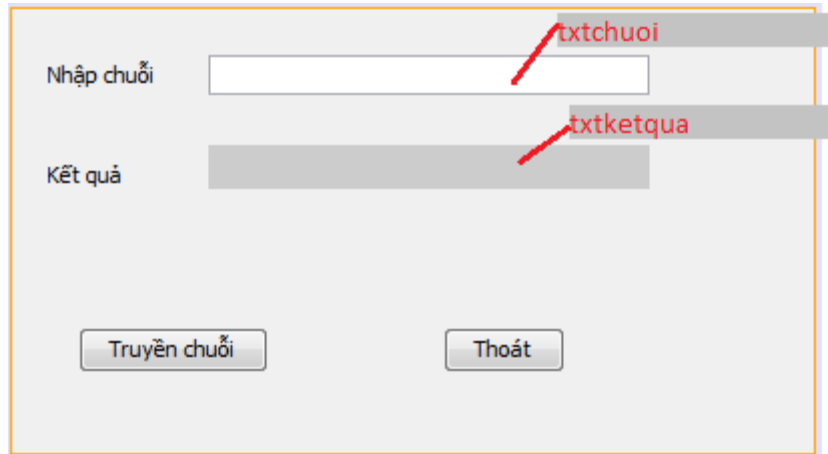 txtchuoi
Nhập chuỗi
txtketqua
Kết quả
Truyền chuỗi
Thoát